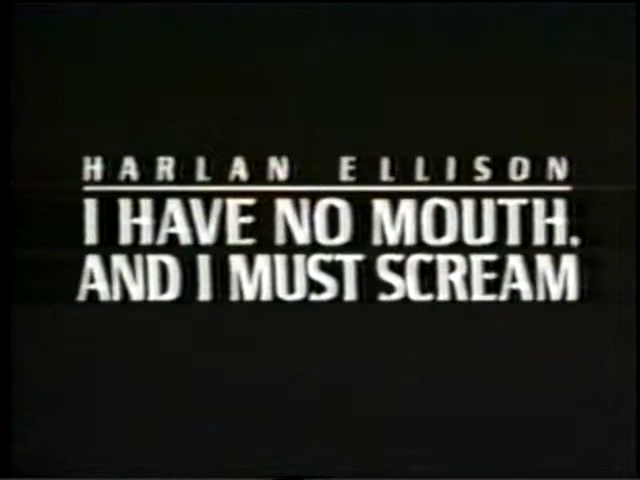 HARLAN ELLISON
I HAVE NO MOUTH.
AND I MUST SCREAM